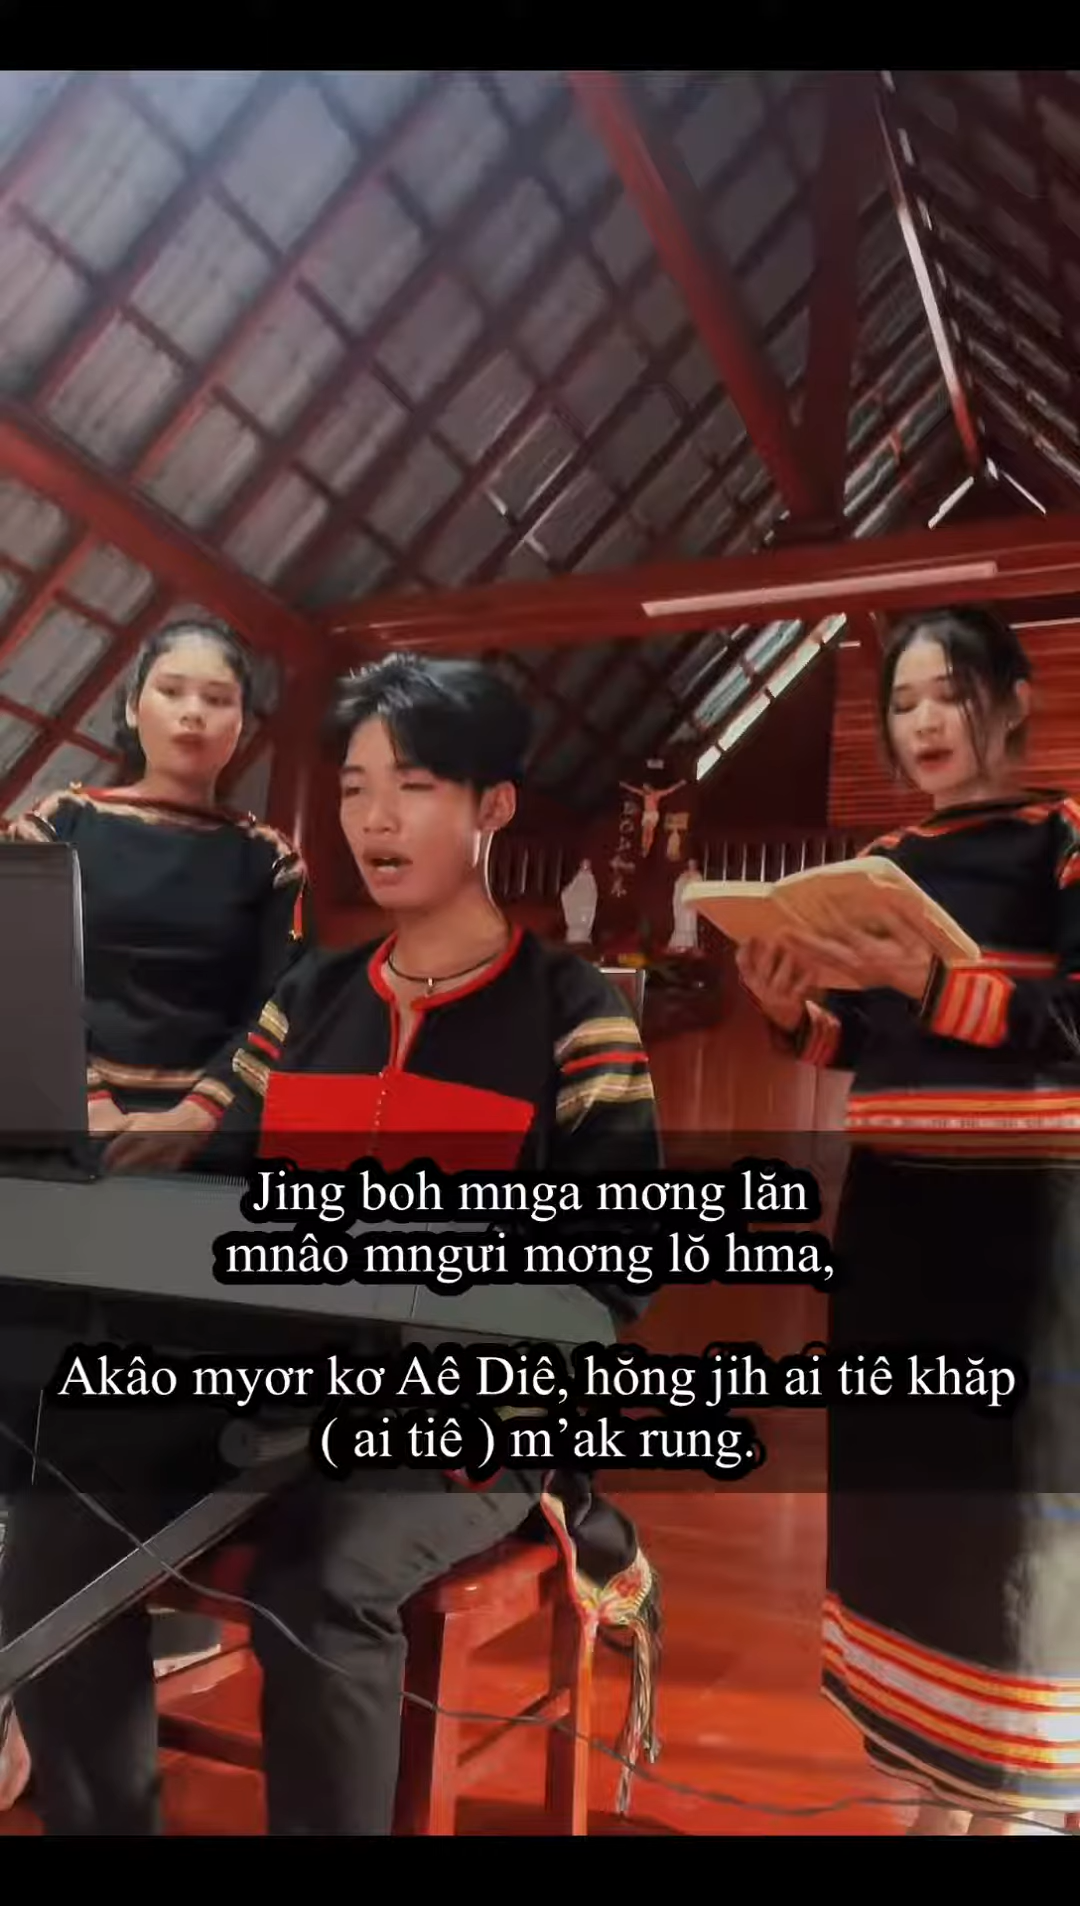 Jing boh mnga mơng lăn
mnâo mngưi mơng lŏ hma,
Akâo myơr kơ Aê Diê, hŏng jih ai tiê khăp
( ai tiê ) m’ak rung.